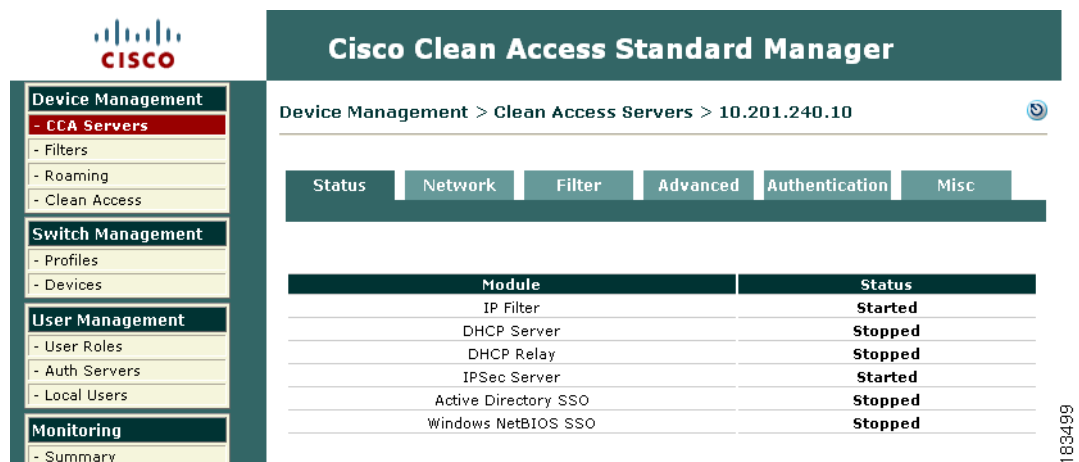 CISCO
Cisco Clean Access Standard Manager
Device Management
- CCA Servers
- Filters
- Roaming
- Clean Access
Switch Management
- Profiles
- Devices
User Management
- User Roles
- Auth Servers
- Local Users
Monitoring
- Summary
Device Management > Clean Access Servers > 10.201.240.10
Status Network Filter Advanced Authentication Misc
Module Status
IP Filter Started
DHCP Server Stopped
DHCP Relay Stopped
IPSec Server Started
Active Directory SSO Stopped
Windows NetBIOS SSO Stopped
183499